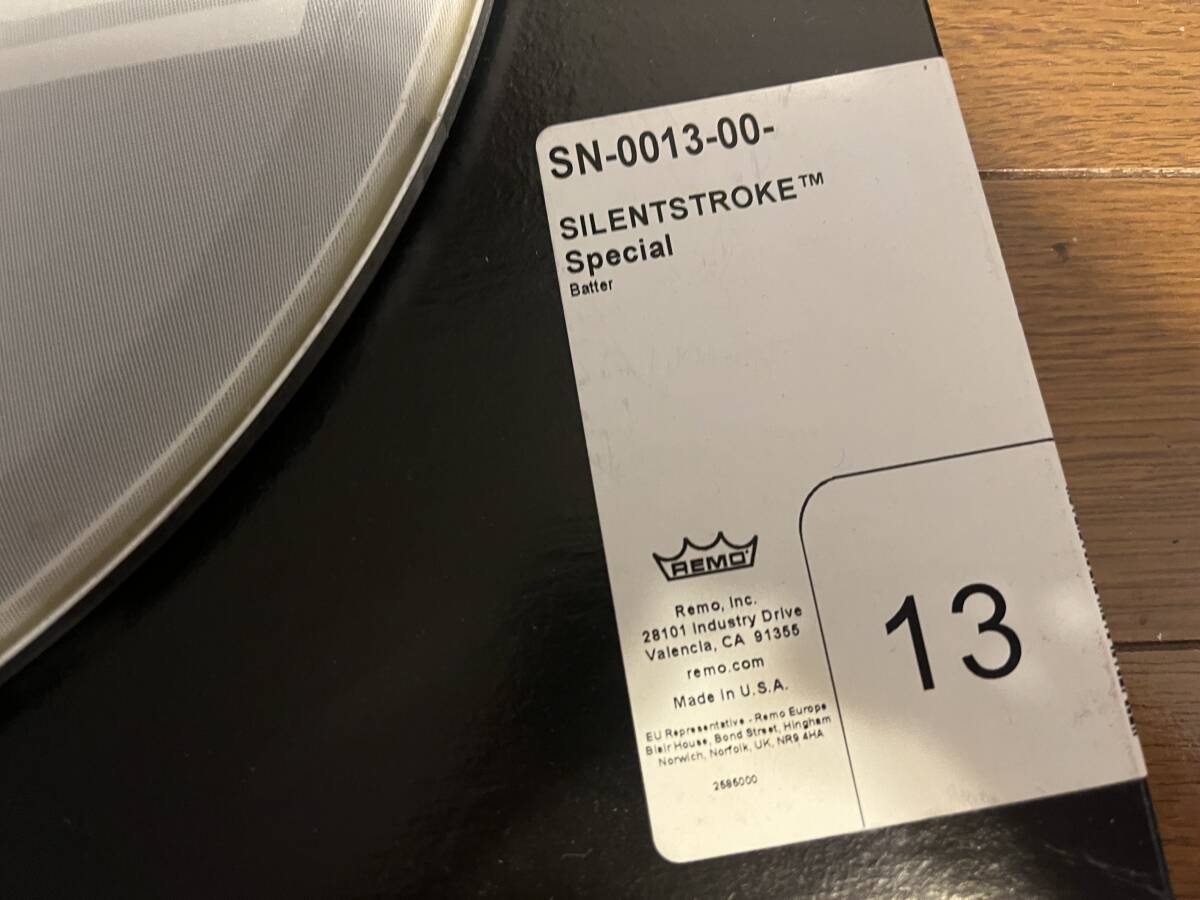 SN-0013-00-
SILENTSTROKE™
Special
Batter
REMO
Remo, Inc.
28101 Industry Drive
Valencia, CA 91355
remo.com
Made in U.S.A.
EU Representative - Remo Europe
Blair House, Bond Street, Hingham
Norwich, Norfolk, UK, NR9 4HA
2585000
13